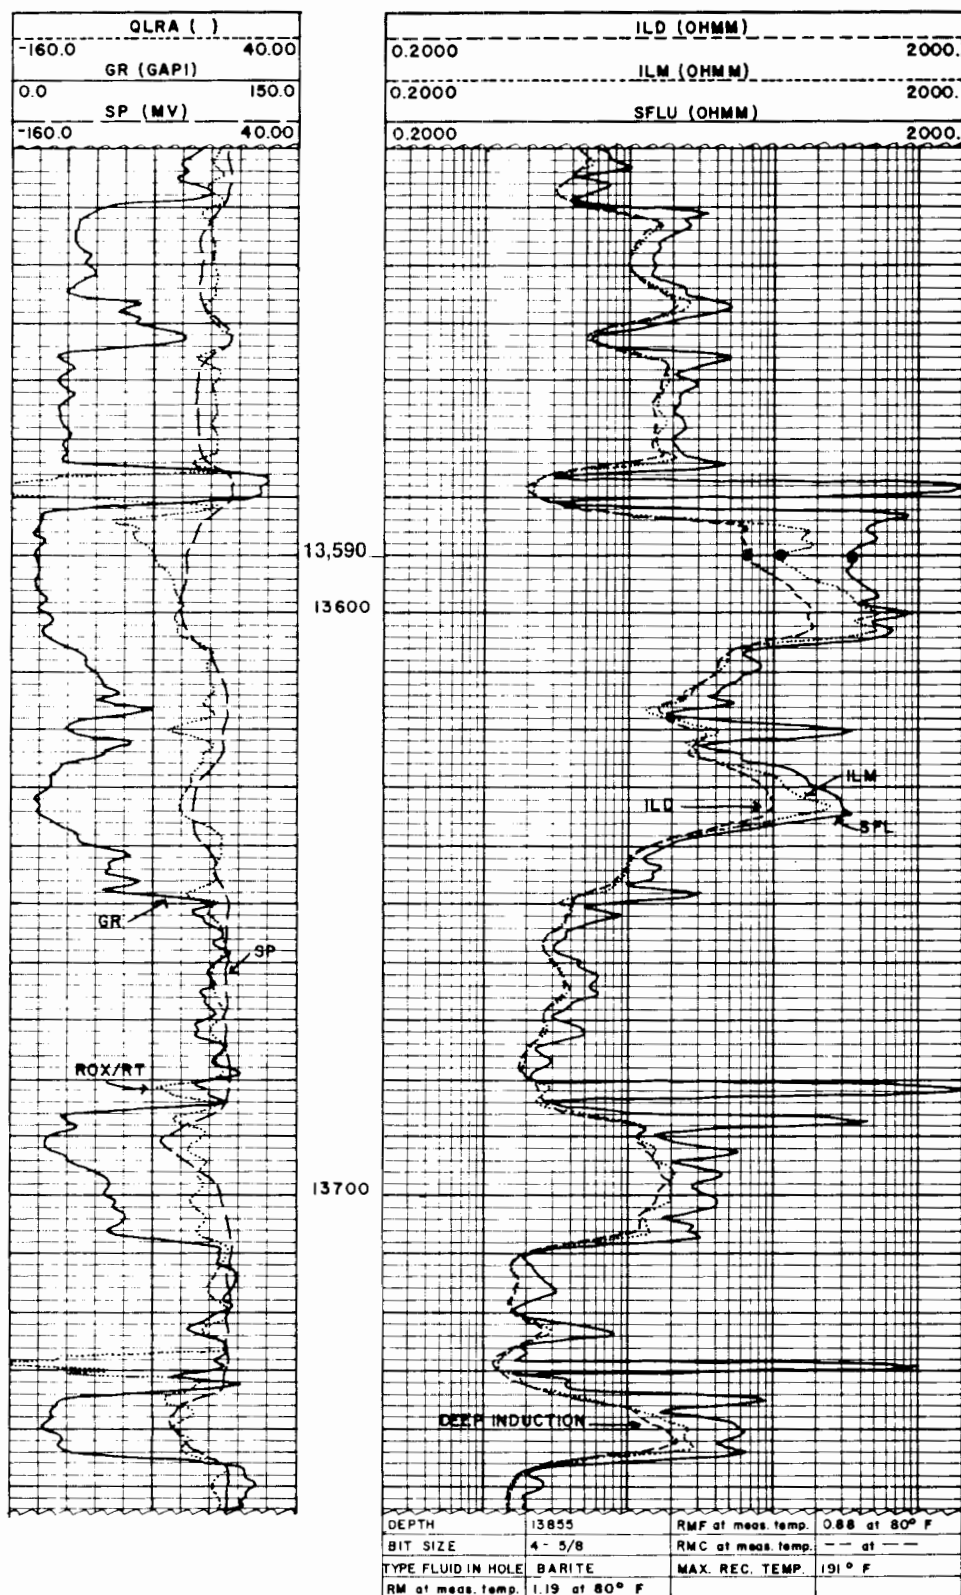 QLRA ( )
-160.0 40.00
GR (GAPI)
0.0 150.0
SP (MV)
-160.0 40.00
ILD (OHMM)
0.2000 2000.
ILM (OHMM)
0.2000 2000.
SFLU (OHMM)
0.2000 2000.
13,590
13600
ILM
ILD
SFL
GR
SP
ROX/RT
13700
DEEP INDUCTION
DEPTH 13855 RMF at meas. temp. 0.88 at 80° F
BIT SIZE 4 - 5/8 RMC at meas. temp. -- at --
TYPE FLUID IN HOLE BARITE MAX. REC. TEMP. 191° F
RM at meas. temp. 1.19 at 80° F